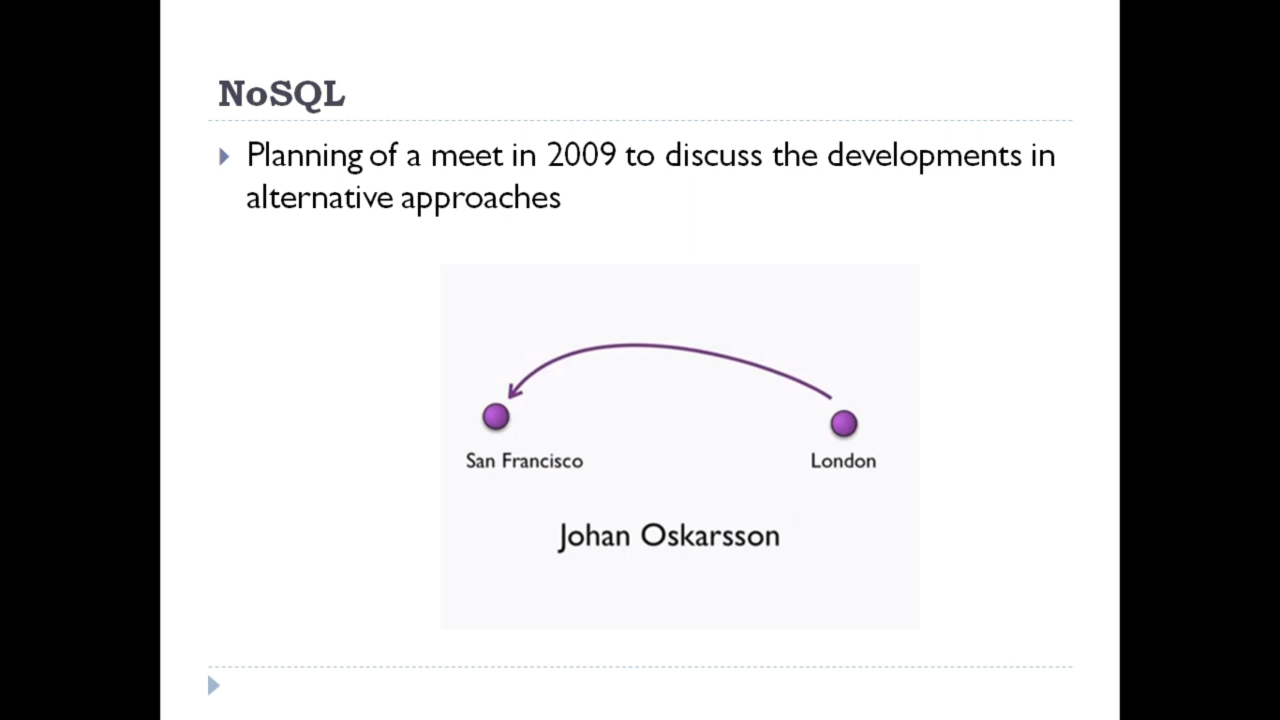 NoSQL
Planning of a meet in 2009 to discuss the developments in
alternative approaches
San Francisco
London
Johan Oskarsson